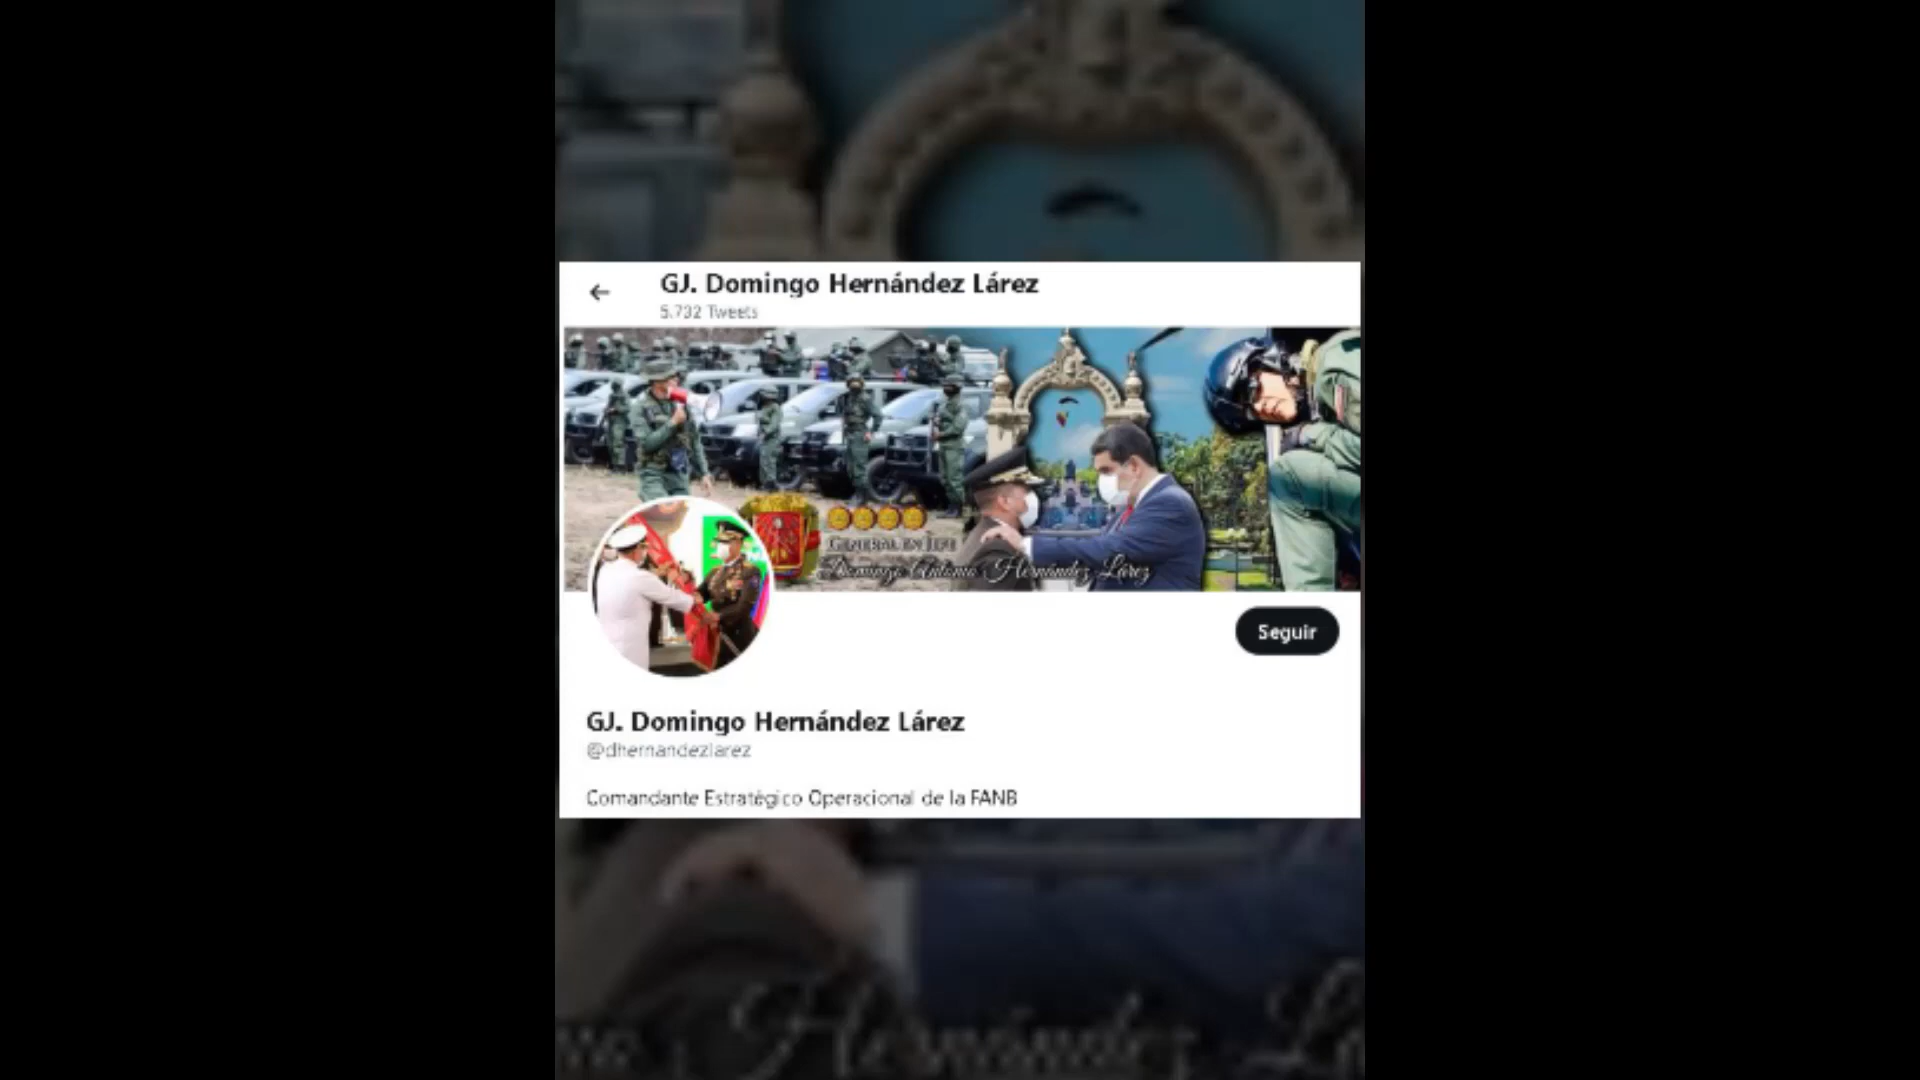 GJ. Domingo Hernández Lárez
5.732 Tweets
GENERAL EN JEFE
Domingo Antonio Hernández Lárez
Seguir
GJ. Domingo Hernández Lárez
@dhernandezlarez
Comandante Estratégico Operacional de la FANB
Hernández